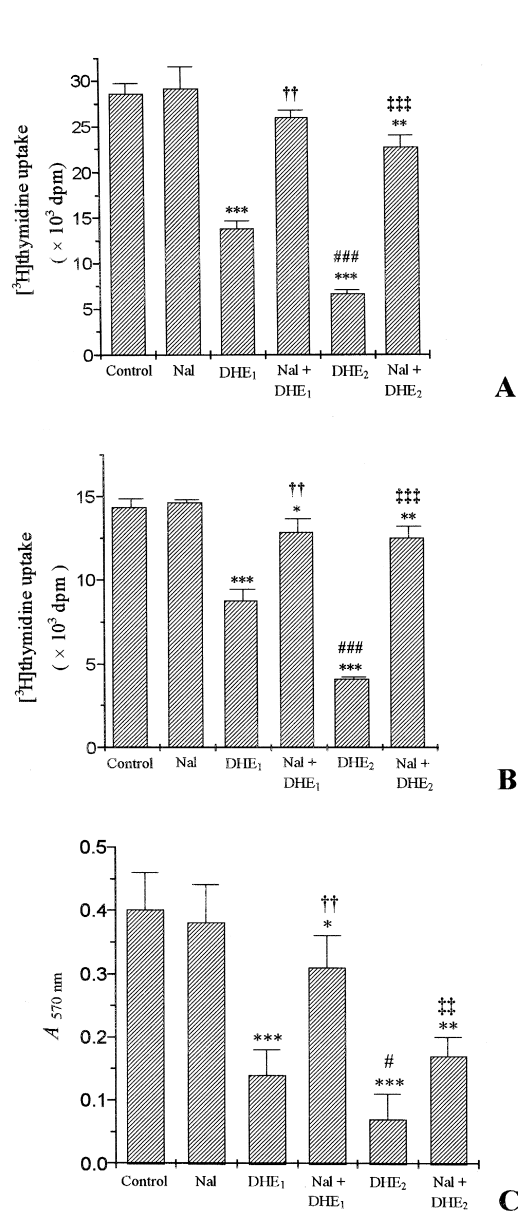 30
25
20
15
10
5
0
[³H]thymidine uptake
( × 10³ dpm)
††
‡‡‡
**
***
###
***
Control Nal DHE₁ Nal + DHE₂ Nal +
DHE₁ DHE₂
A
15
10
5
0
[³H]thymidine uptake
( × 10³ dpm )
††
*
‡‡‡
**
***
###
***
Control Nal DHE₁ Nal + DHE₂ Nal +
DHE₁ DHE₂
B
0.5
0.4
0.3
0.2
0.1
0.0
A 570 nm
††
*
‡‡
**
***
#
***
Control Nal DHE₁ Nal + DHE₂ Nal +
DHE₁ DHE₂
C